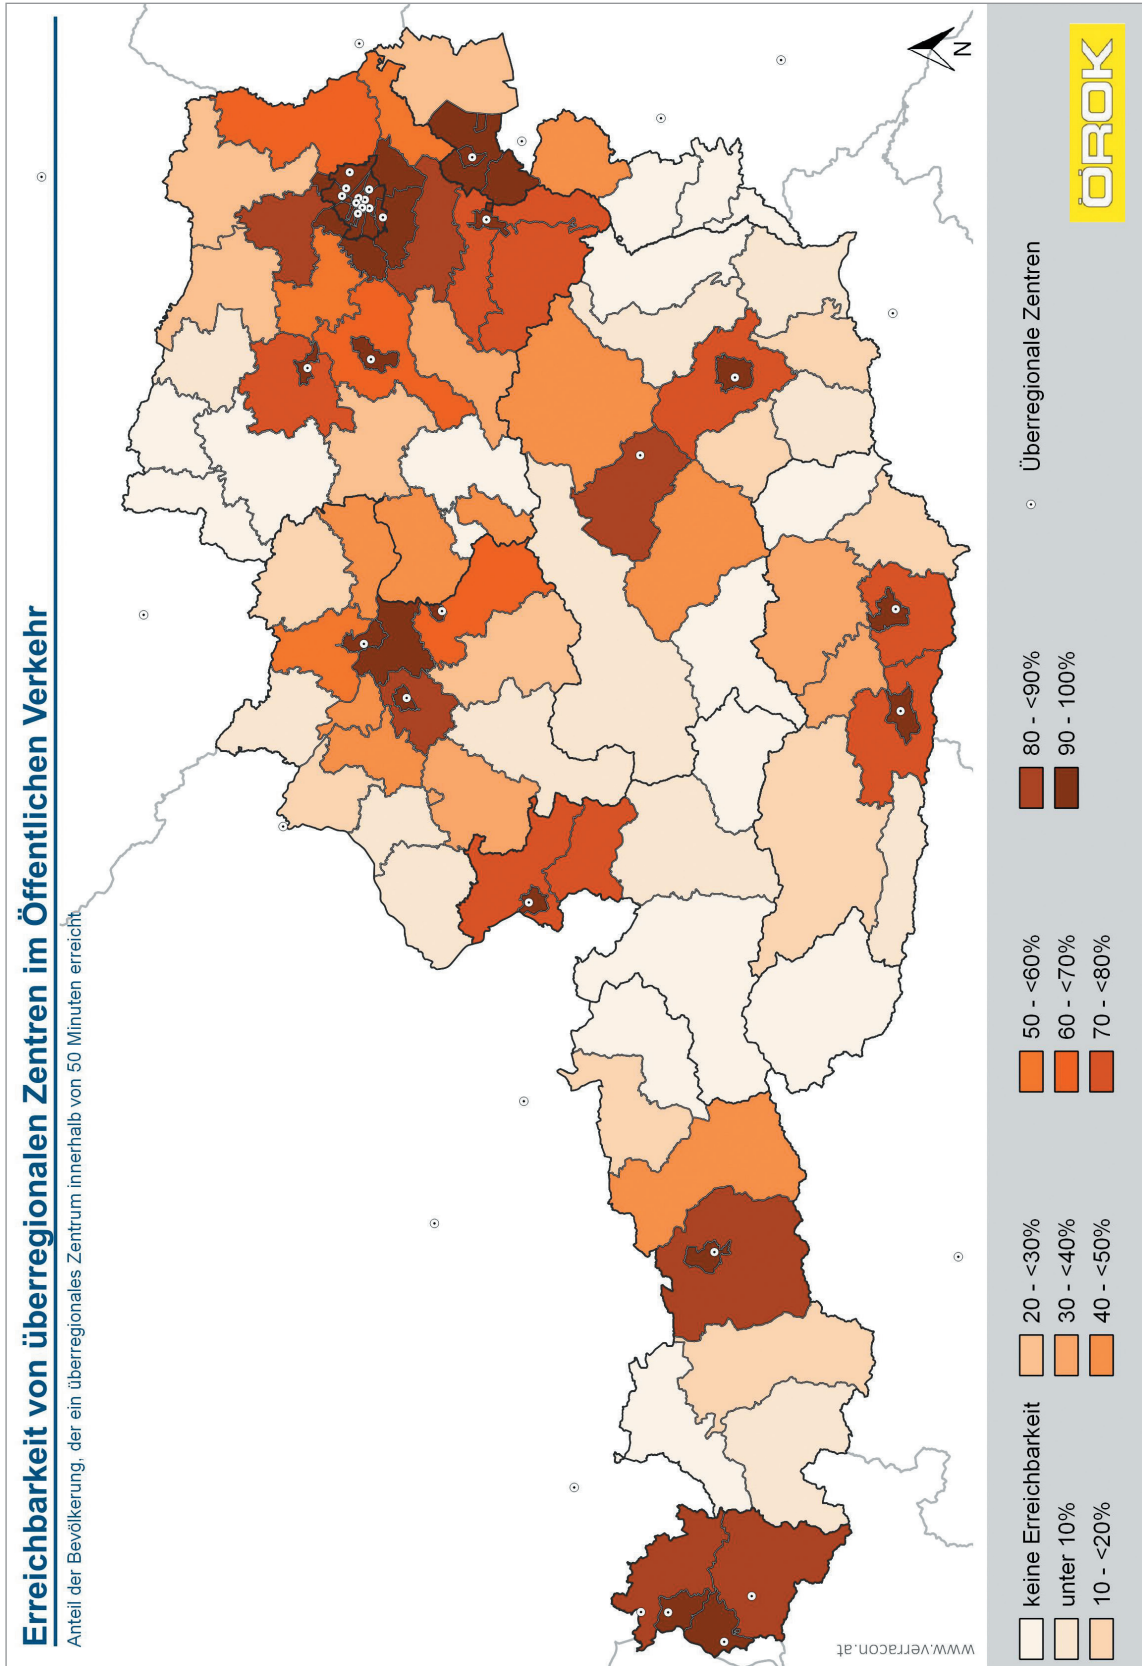 Erreichbarkeit von überregionalen Zentren im Öffentlichen Verkehr
Anteil der Bevölkerung, der ein überregionales Zentrum innerhalb von 50 Minuten erreicht
N
www.verracon.at
keine Erreichbarkeit
unter 10%
10 - <20%
20 - <30%
30 - <40%
40 - <50%
50 - <60%
60 - <70%
70 - <80%
80 - <90%
90 - 100%
Überregionale Zentren
ÖROK